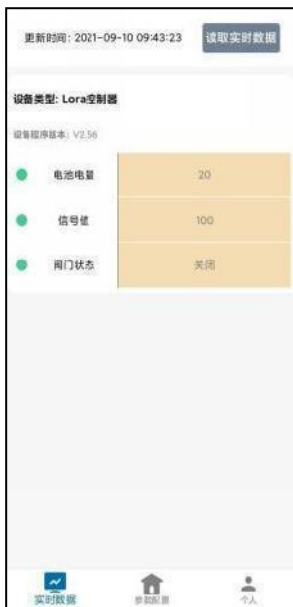 更新时间：2021-09-10 09:43:23 读取实时数据
设备类型: Lora控制器
设备程序版本: V2.56
电池电量 20
信号值 100
阀门状态 关闭
实时数据 参数配置 个人